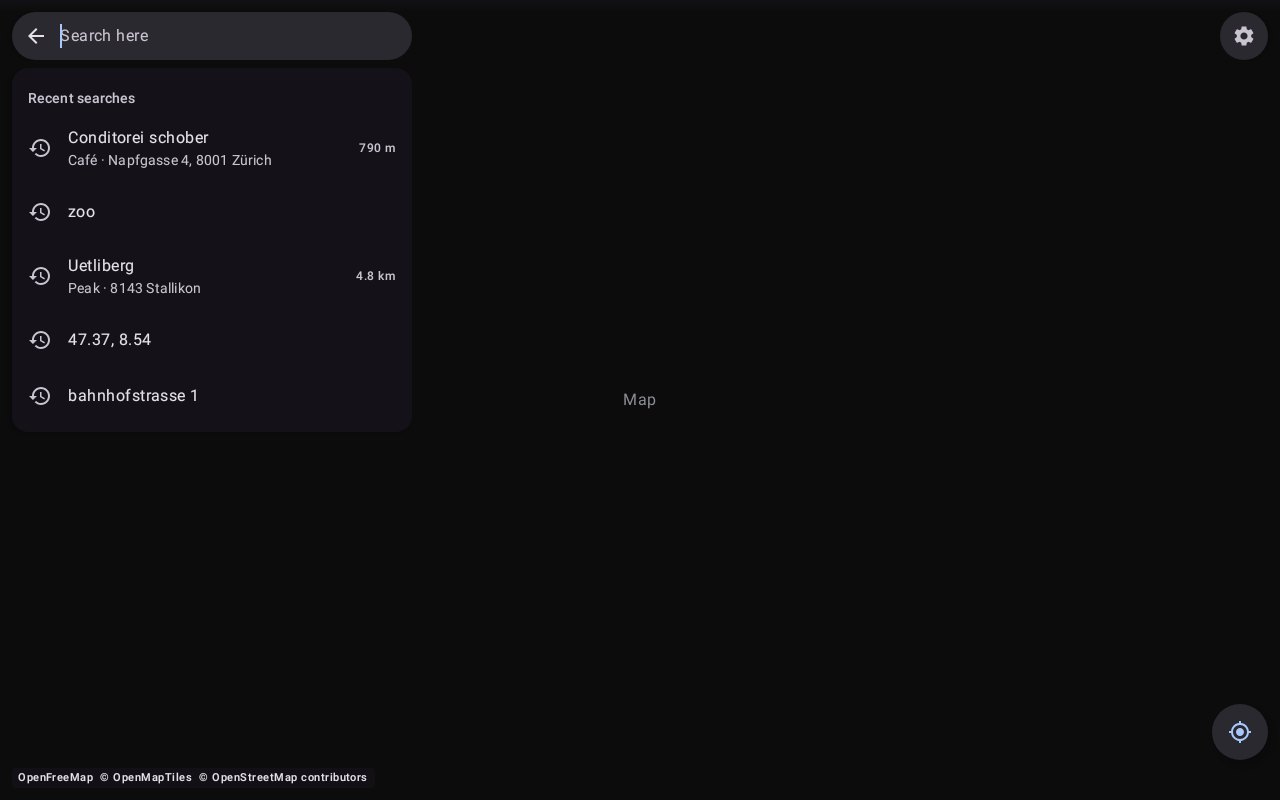 Search here
Recent searches
Conditorei schober
Café · Napfgasse 4, 8001 Zürich
790 m
zoo
Uetliberg
Peak · 8143 Stallikon
4.8 km
47.37, 8.54
bahnhofstrasse 1
Map
OpenFreeMap © OpenMapTiles © OpenStreetMap contributors